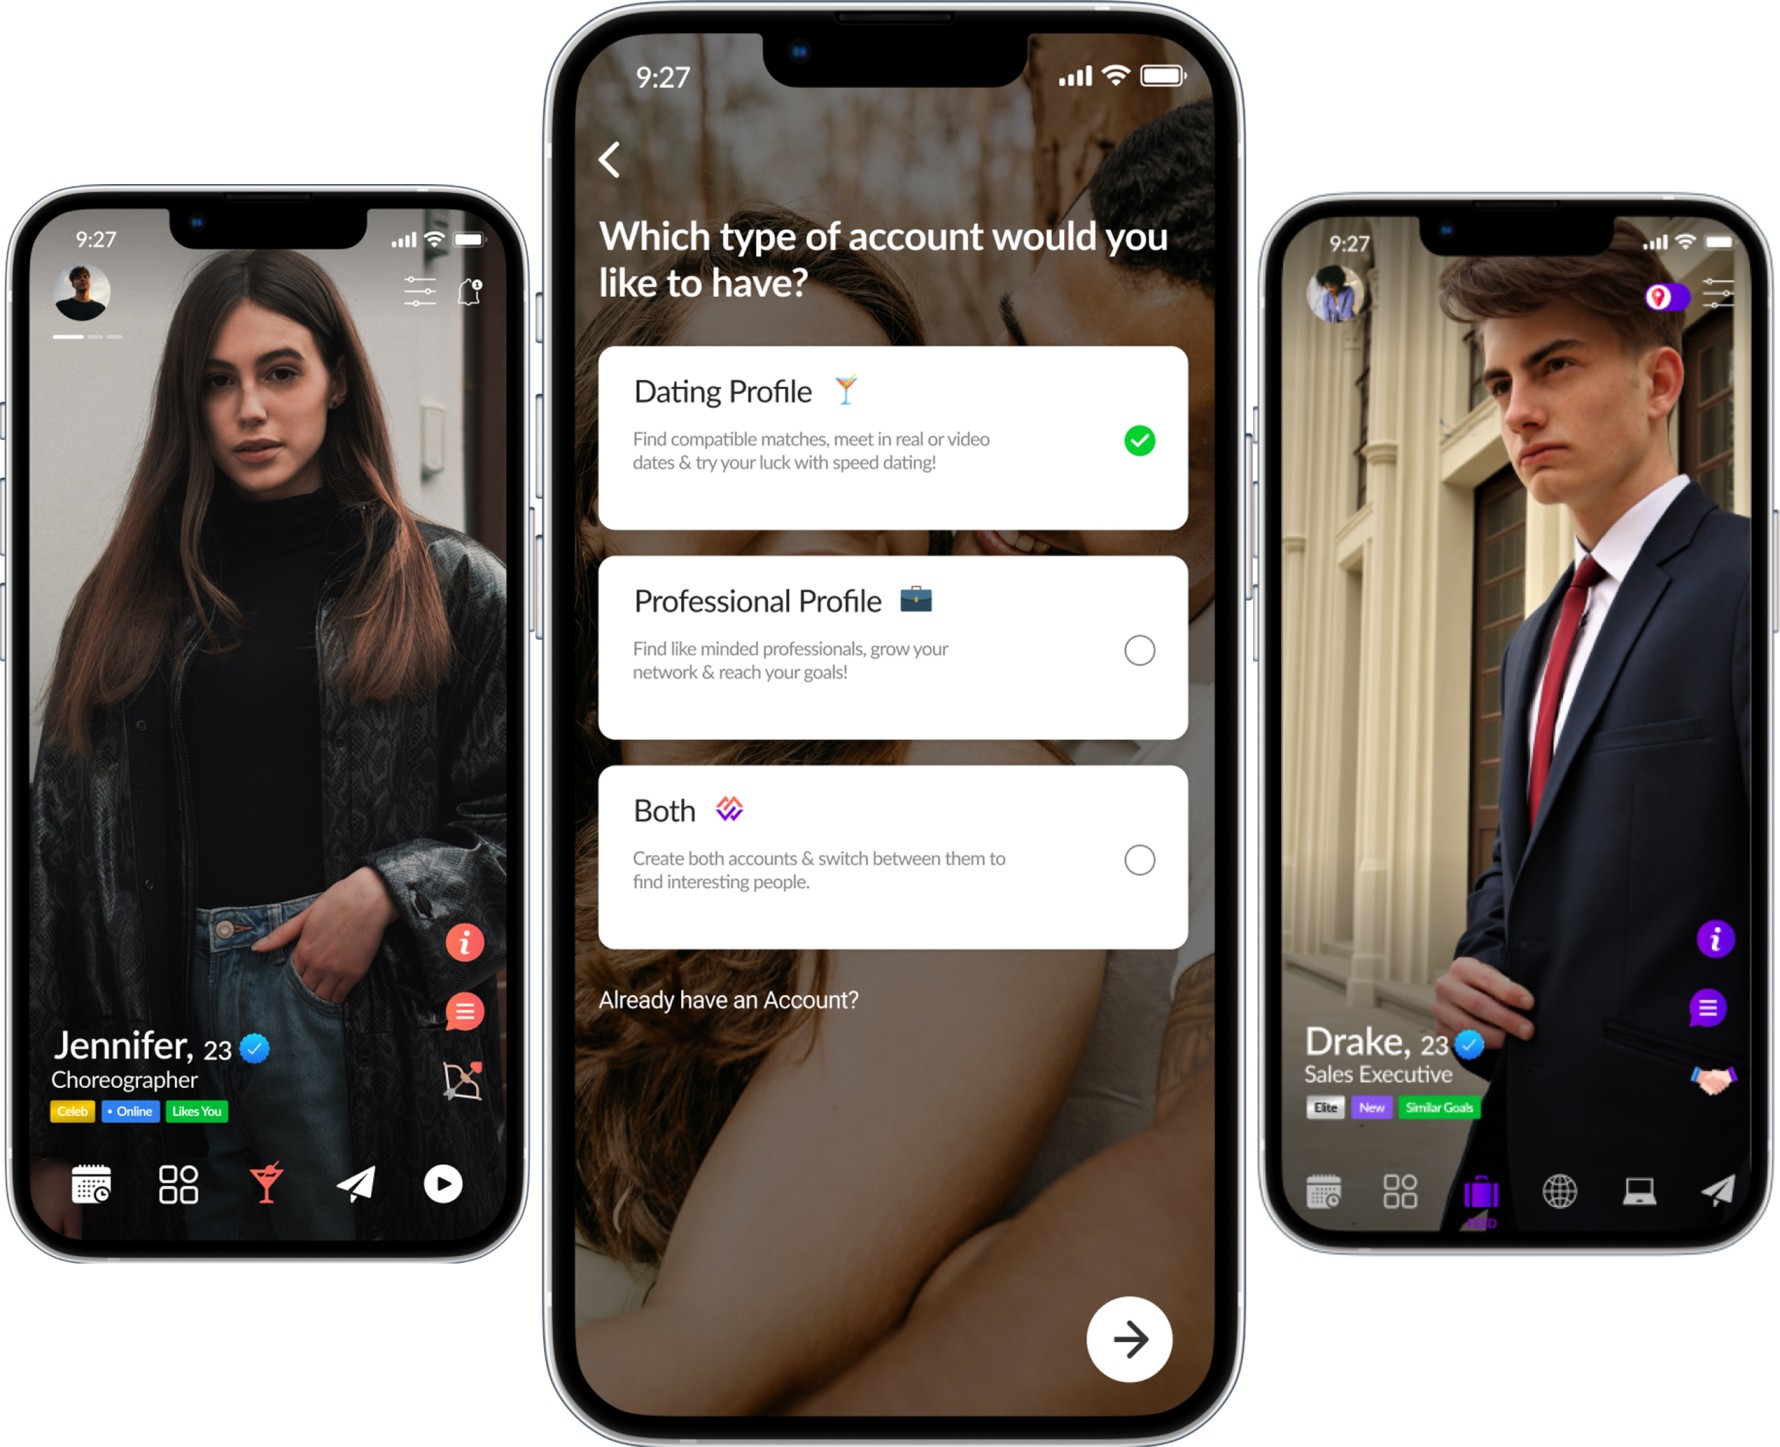 9:27
Jennifer, 23
Choreographer
Celeb
• Online
Likes You
9:27
Which type of account would you
like to have?
Dating Profile
Find compatible matches, meet in real or video
dates & try your luck with speed dating!
Professional Profile
Find like minded professionals, grow your
network & reach your goals!
Both
Create both accounts & switch between them to
find interesting people.
Already have an Account?
9:27
Drake, 23
Sales Executive
Elite
New
Similar Goals